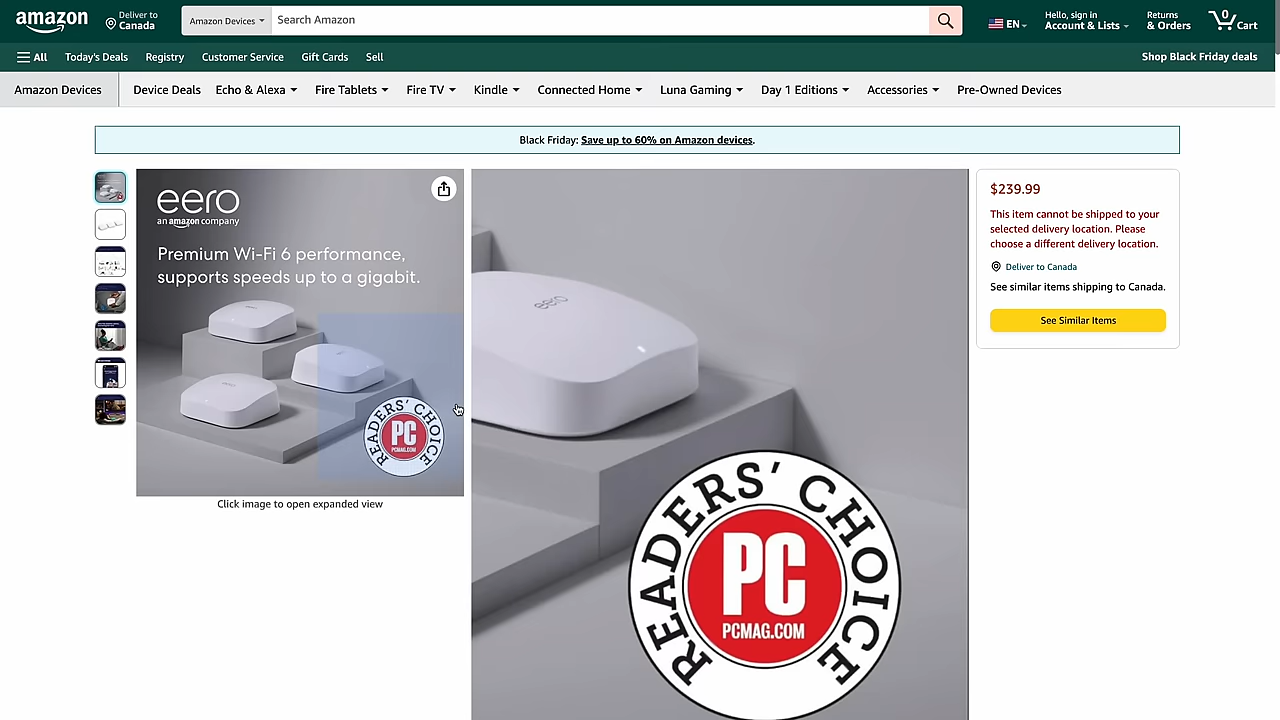 amazon
Deliver to
Canada
Amazon Devices
Search Amazon
EN
Hello, sign in
Account & Lists
Returns
& Orders
0
Cart
All
Today's Deals
Registry
Customer Service
Gift Cards
Sell
Shop Black Friday deals
Amazon Devices
Device Deals
Echo & Alexa
Fire Tablets
Fire TV
Kindle
Connected Home
Luna Gaming
Day 1 Editions
Accessories
Pre-Owned Devices
Black Friday: Save up to 60% on Amazon devices.
eero
an amazon company
Premium Wi-Fi 6 performance,
supports speeds up to a gigabit.
READERS' CHOICE
PC
PCMAG.COM
Click image to open expanded view
eero
READERS' CHOICE
PC
PCMAG.COM
$239.99
This item cannot be shipped to your
selected delivery location. Please
choose a different delivery location.
Deliver to Canada
See similar items shipping to Canada.
See Similar Items